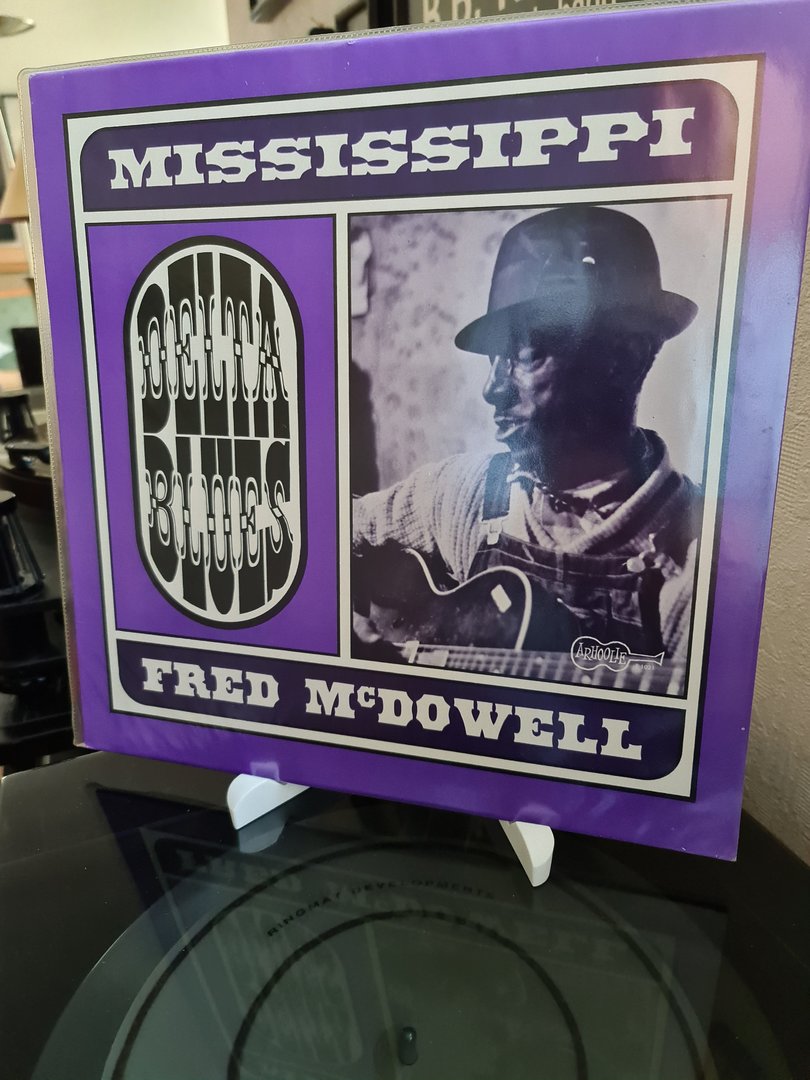 MISSISSIPPI
DELTA
BLUES
ARHOOLIE
FRED McDOWELL
RINGMAT DEVELOPMENTS